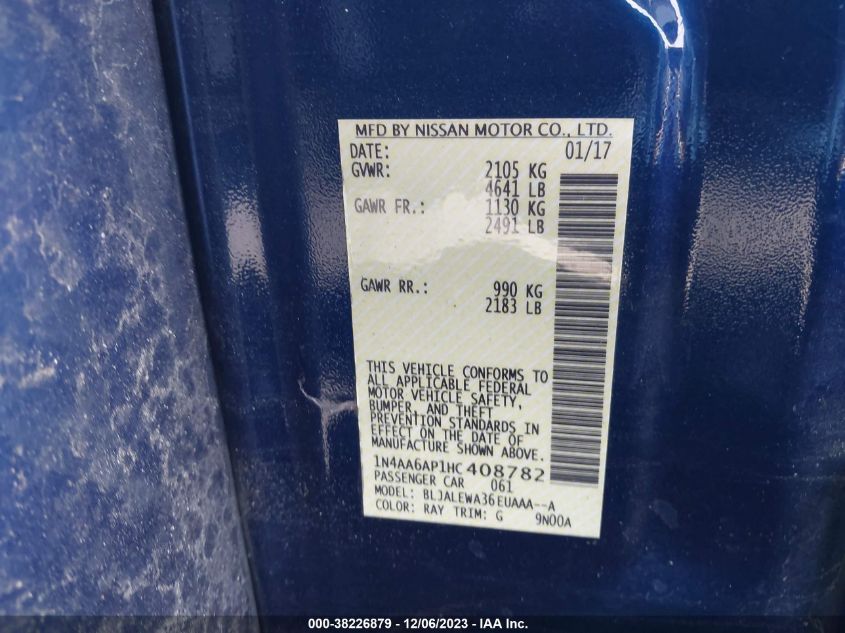 MFD BY NISSAN MOTOR CO., LTD.
DATE: 01/17
GVWR: 2105 KG
4641 LB
GAWR FR.: 1130 KG
2491 LB
GAWR RR.: 990 KG
2183 LB
THIS VEHICLE CONFORMS TO
ALL APPLICABLE FEDERAL
MOTOR VEHICLE SAFETY,
BUMPER, AND THEFT
PREVENTION STANDARDS IN
EFFECT ON THE DATE OF
MANUFACTURE SHOWN ABOVE.
1N4AA6AP1HC408782
PASSENGER CAR 061
MODEL: BLJALEWA36EUAAA--A
COLOR: RAY TRIM: G 9N00A
000-38226879 - 12/06/2023 - IAA Inc.